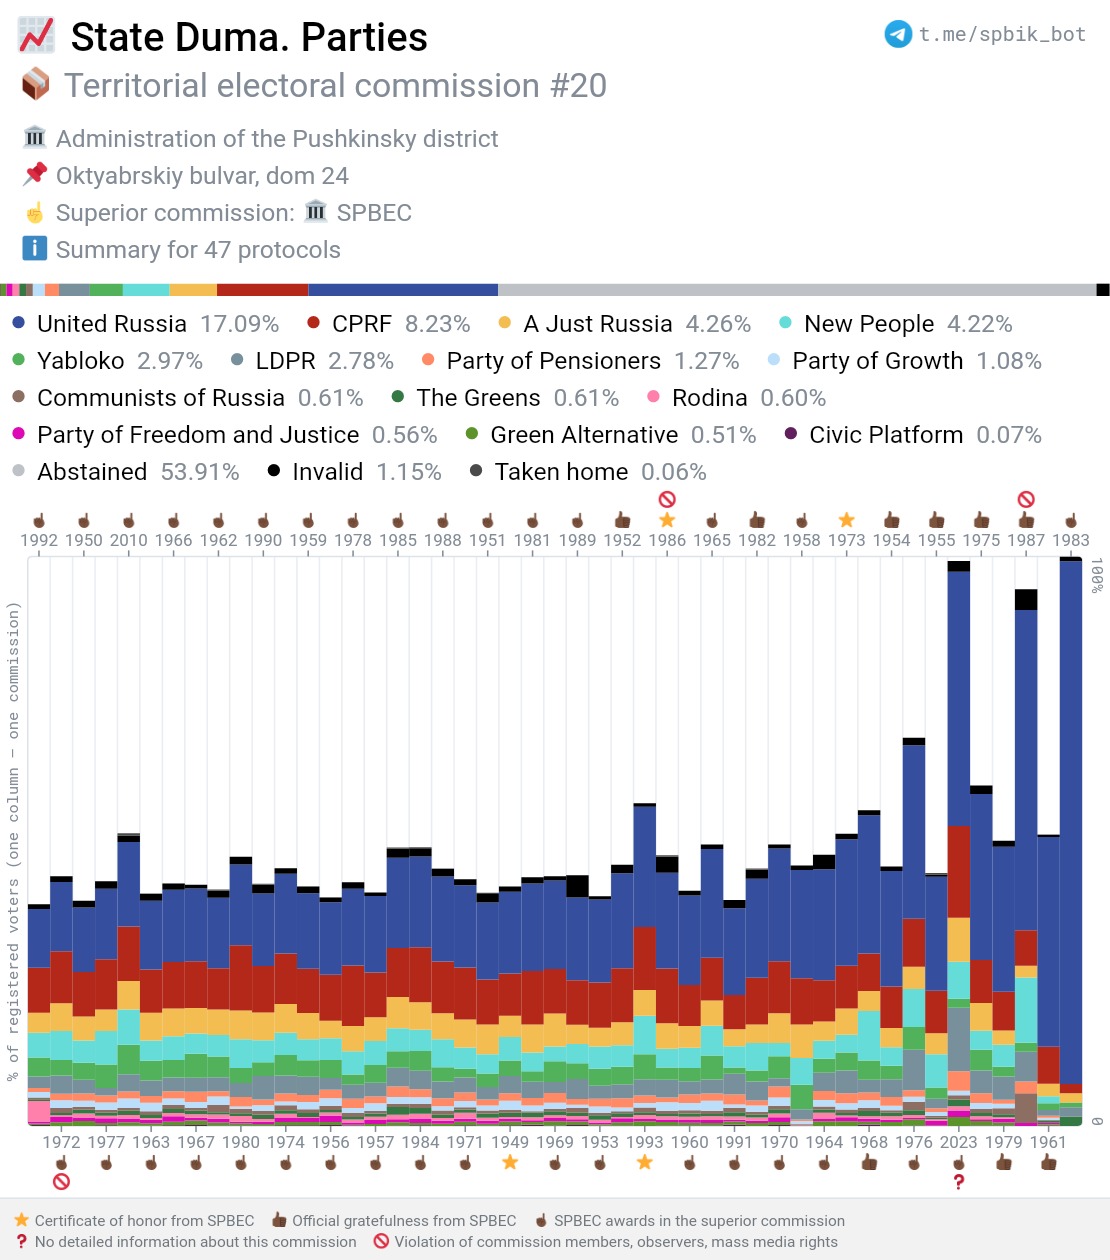 State Duma. Parties
t.me/spbik_bot
Territorial electoral commission #20
Administration of the Pushkinsky district
Oktyabrskiy bulvar, dom 24
Superior commission: SPBEC
Summary for 47 protocols
United Russia 17.09% CPRF 8.23% A Just Russia 4.26% New People 4.22%
Yabloko 2.97% LDPR 2.78% Party of Pensioners 1.27% Party of Growth 1.08%
Communists of Russia 0.61% The Greens 0.61% Rodina 0.60%
Party of Freedom and Justice 0.56% Green Alternative 0.51% Civic Platform 0.07%
Abstained 53.91% Invalid 1.15% Taken home 0.06%
1992 1950 2010 1966 1962 1990 1959 1978 1985 1988 1951 1981 1989 1952 1986 1965 1982 1958 1973 1954 1955 1975 1987 1983
100%
% of registered voters (one column – one commission)
0
1972 1977 1963 1967 1980 1974 1956 1957 1984 1971 1949 1969 1953 1993 1960 1991 1970 1964 1968 1976 2023 1979 1961
Certificate of honor from SPBEC Official gratefulness from SPBEC SPBEC awards in the superior commission
No detailed information about this commission Violation of commission members, observers, mass media rights